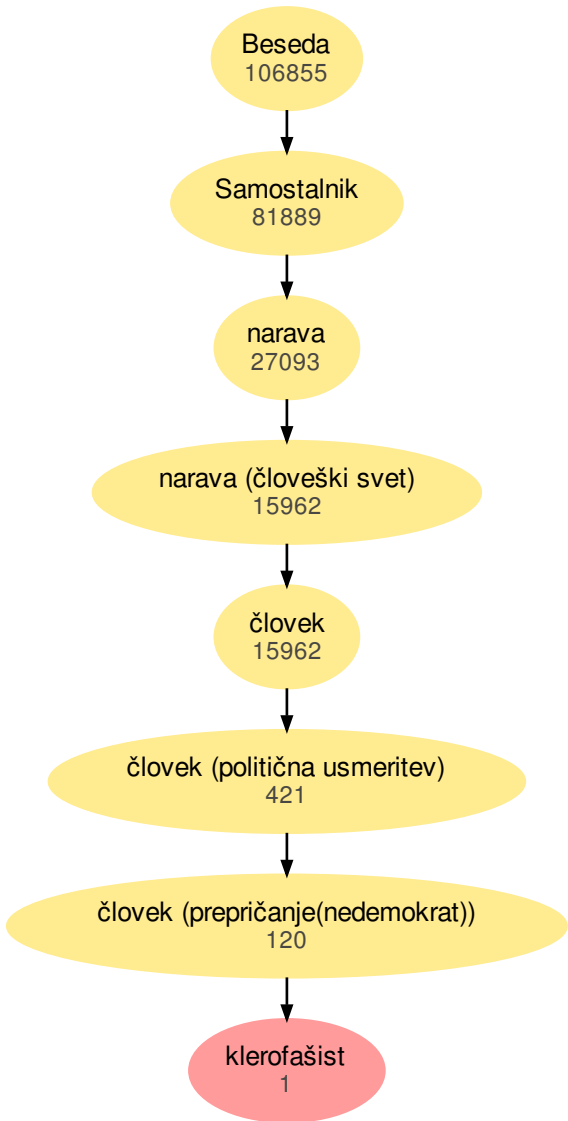 Beseda
106855
Samostalnik
81889
narava
27093
narava (človeški svet)
15962
človek
15962
človek (politična usmeritev)
421
človek (prepričanje(nedemokrat))
120
klerofašist
1